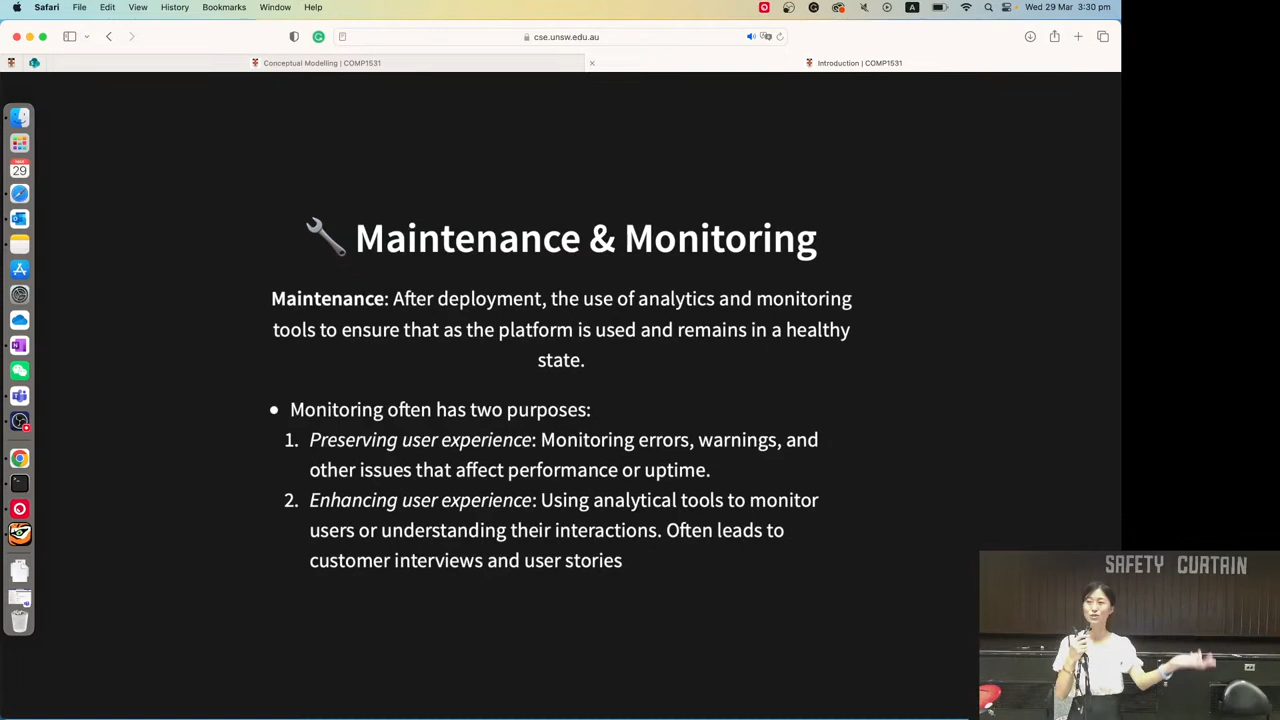 Safari File Edit View History Bookmarks Window Help
A
Wed 29 Mar 3:30 pm
cse.unsw.edu.au
Conceptual Modelling | COMP1531
Introduction | COMP1531
29
🔧 Maintenance & Monitoring
Maintenance: After deployment, the use of analytics and monitoring
tools to ensure that as the platform is used and remains in a healthy
state.
• Monitoring often has two purposes:
1. Preserving user experience: Monitoring errors, warnings, and
other issues that affect performance or uptime.
2. Enhancing user experience: Using analytical tools to monitor
users or understanding their interactions. Often leads to
customer interviews and user stories
SAFETY CURTAIN